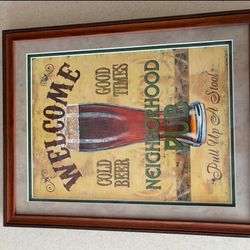 WELCOME
GOOD
TIMES
COLD
BEER
NEIGHBORHOOD
PUB
Pull Up A Stool